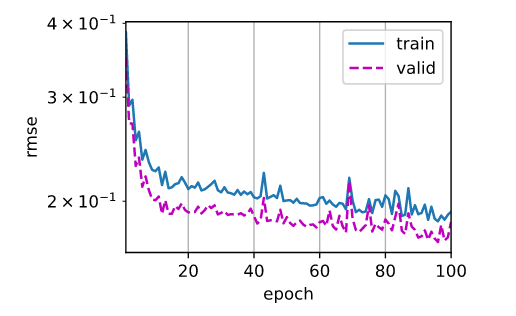 4 × 10⁻¹
3 × 10⁻¹
2 × 10⁻¹
rmse
train
valid
20 40 60 80 100
epoch